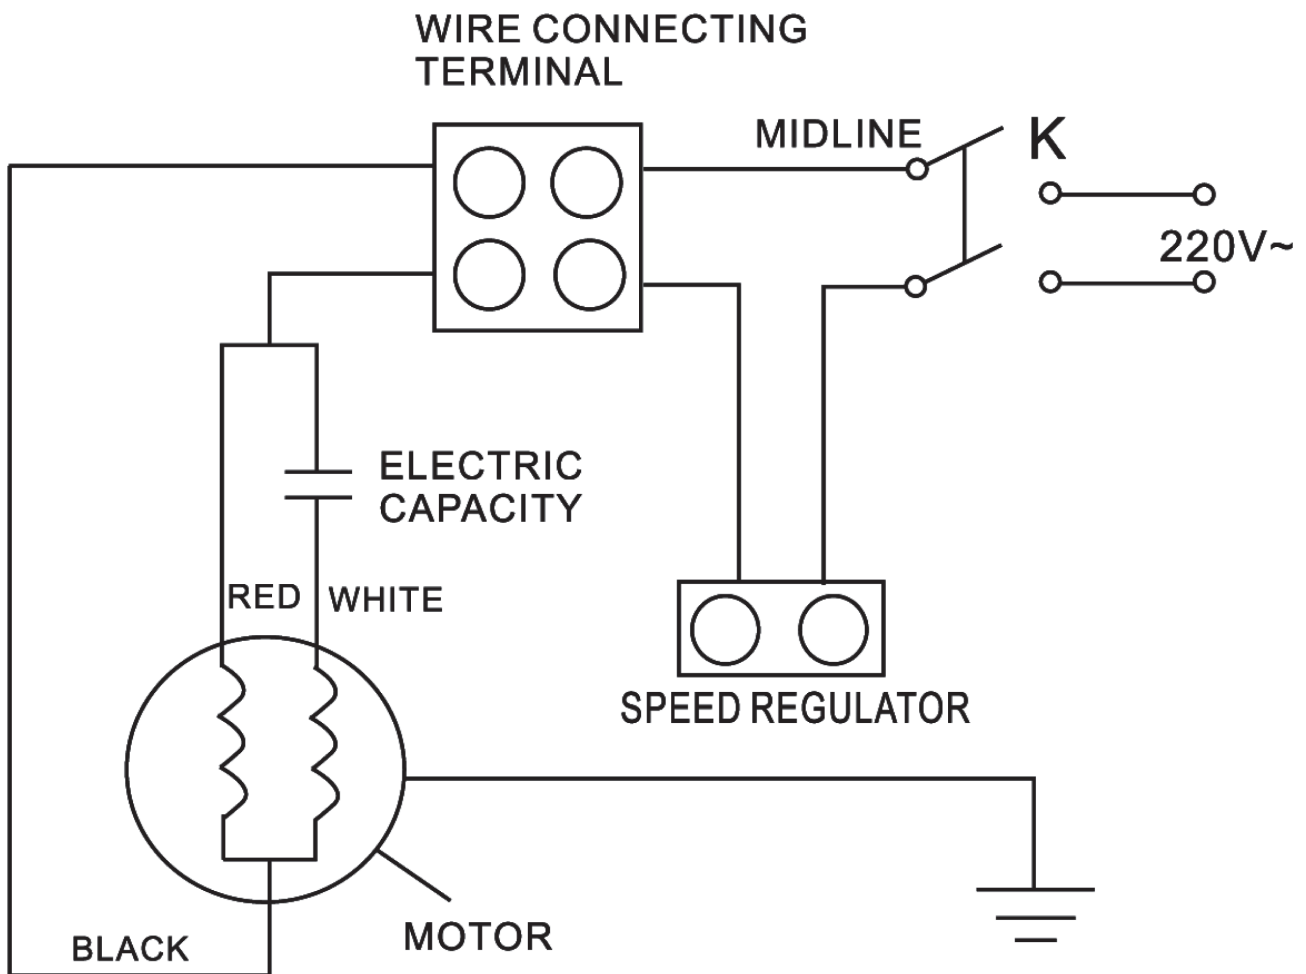 WIRE CONNECTING
TERMINAL
MIDLINE
K
220V~
ELECTRIC
CAPACITY
RED
WHITE
SPEED REGULATOR
BLACK
MOTOR